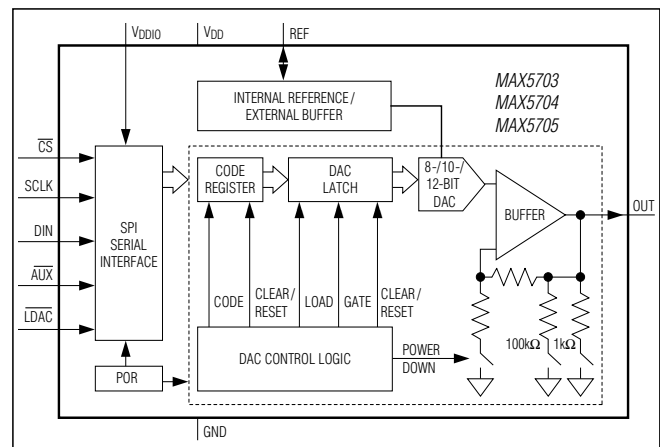 VDDIO
VDD
REF
INTERNAL REFERENCE /
EXTERNAL BUFFER
MAX5703
MAX5704
MAX5705
CS
SCLK
DIN
AUX
LDAC
SPI
SERIAL
INTERFACE
CODE
REGISTER
DAC
LATCH
8-/10-/
12-BIT
DAC
BUFFER
OUT
CODE
CLEAR /
RESET
LOAD
GATE
CLEAR /
RESET
100kΩ
1kΩ
DAC CONTROL LOGIC
POWER
DOWN
POR
GND